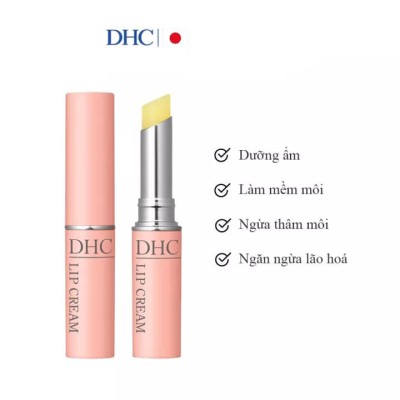 DHC
Dưỡng ẩm
Làm mềm môi
Ngừa thâm môi
Ngăn ngừa lão hoá
DHC
LIP CREAM
DHC
LIP CREAM